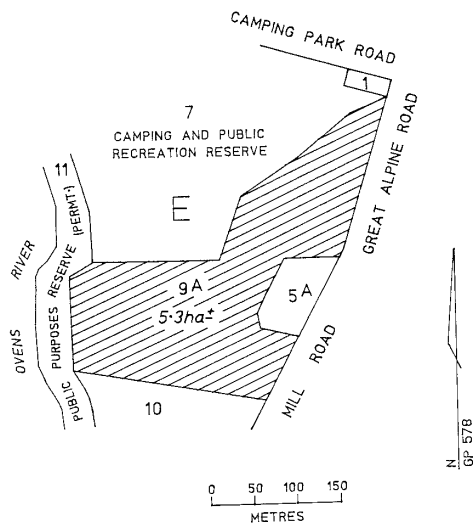 CAMPING PARK ROAD
1
7
CAMPING AND PUBLIC
RECREATION RESERVE
GREAT ALPINE ROAD
11
E
PUBLIC PURPOSES RESERVE (PERMT.)
OVENS RIVER
9A
5·3ha±
5A
MILL ROAD
10
N
GP 578
0 50 100 150
METRES